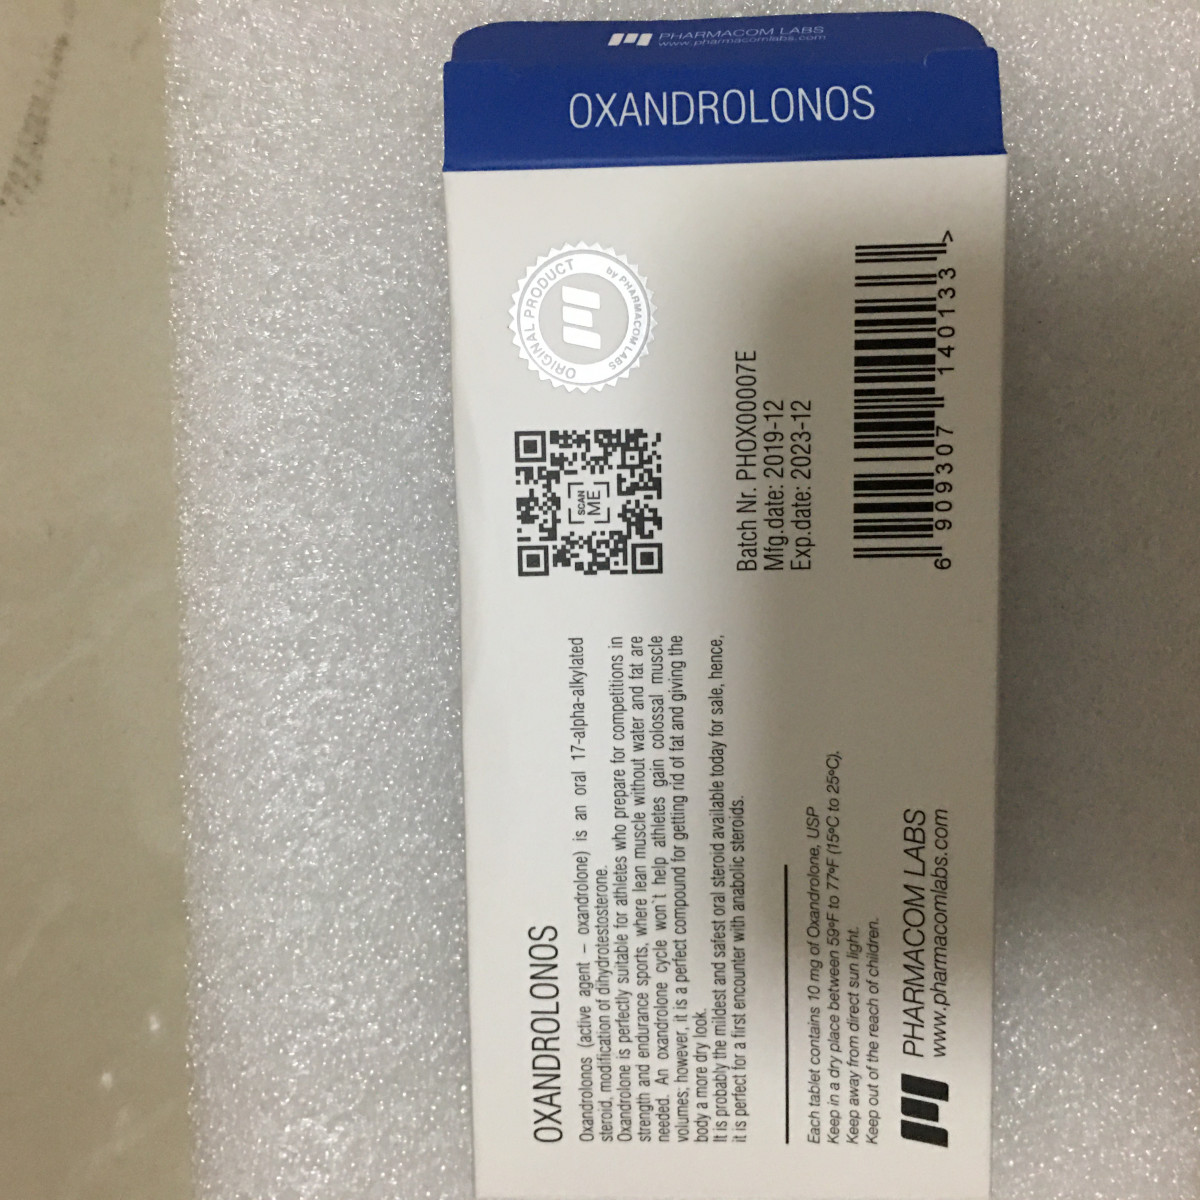 PHARMACOM LABS
www.pharmacomlabs.com
OXANDROLONOS
ORIGINAL PRODUCT
by PHARMACOM LABS
SCAN
ME
Batch Nr. PHOX00007E
Mfg.date: 2019-12
Exp.date: 2023-12
6 909307 140133 >
OXANDROLONOS
Oxandrolonos (active agent – oxandrolone) is an oral 17-alpha-alkylated
steroid, modification of dihydrotestosterone.
Oxandrolone is perfectly suitable for athletes who prepare for competitions in
strength and endurance sports, where lean muscle without water and fat are
needed. An oxandrolone cycle won`t help athletes gain colossal muscle
volumes; however, it is a perfect compound for getting rid of fat and giving the
body a more dry look.
It is probably the mildest and safest oral steroid available today for sale, hence,
it is perfect for a first encounter with anabolic steroids.
Each tablet contains 10 mg of Oxandrolone, USP
Keep in a dry place between 59ºF to 77ºF (15ºC to 25ºC).
Keep away from direct sun light.
Keep out of the reach of children.
PHARMACOM LABS
www.pharmacomlabs.com